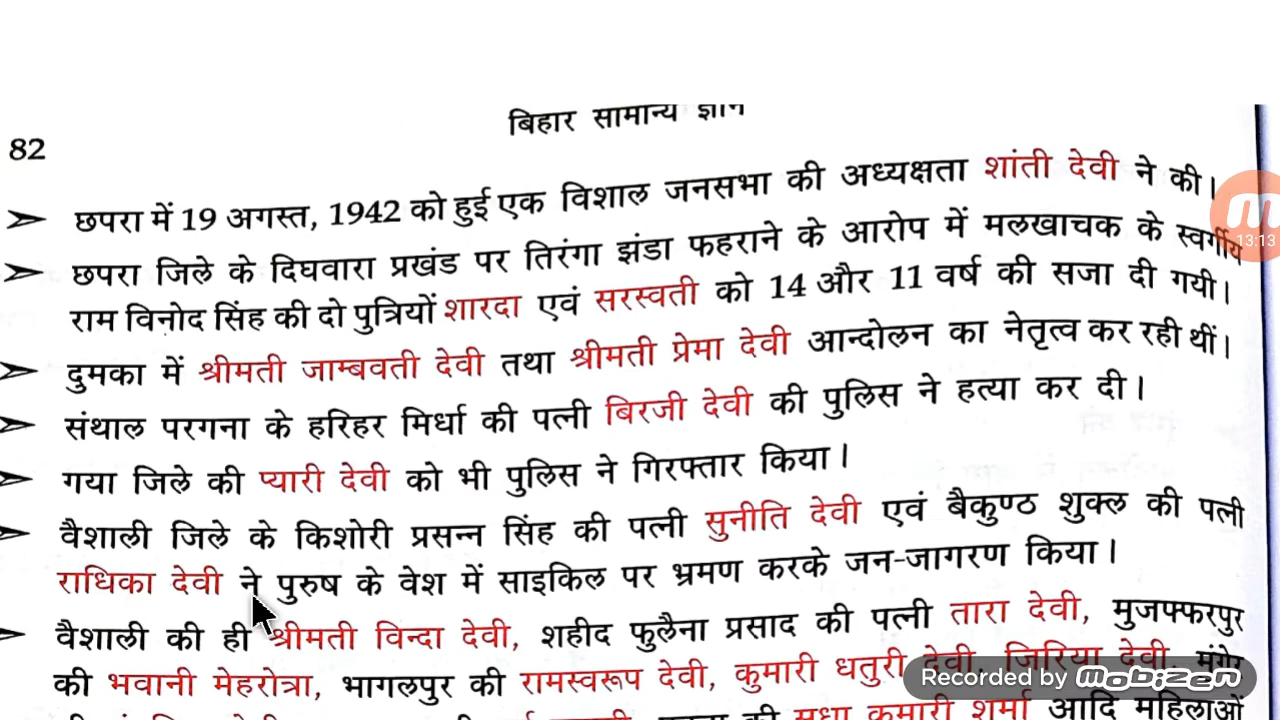 बिहार सामान्य ज्ञान
82
➢ छपरा में 19 अगस्त, 1942 को हुई एक विशाल जनसभा की अध्यक्षता शांती देवी ने की।
➢ छपरा जिले के दिघवारा प्रखंड पर तिरंगा झंडा फहराने के आरोप में मलखाचक के स्वर्गीय
राम विनोद सिंह की दो पुत्रियों शारदा एवं सरस्वती को 14 और 11 वर्ष की सजा दी गयी।
➢ दुमका में श्रीमती जाम्बवती देवी तथा श्रीमती प्रेमा देवी आन्दोलन का नेतृत्व कर रही थीं।
➢ संथाल परगना के हरिहर मिर्धा की पत्नी बिरजी देवी की पुलिस ने हत्या कर दी।
➢ गया जिले की प्यारी देवी को भी पुलिस ने गिरफ्तार किया।
➢ वैशाली जिले के किशोरी प्रसन्न सिंह की पत्नी सुनीति देवी एवं बैकुण्ठ शुक्ल की पत्नी
राधिका देवी ने पुरुष के वेश में साइकिल पर भ्रमण करके जन-जागरण किया।
➢ वैशाली की ही श्रीमती विन्दा देवी, शहीद फुलैना प्रसाद की पत्नी तारा देवी, मुजफ्फरपुर
की भवानी मेहरोत्रा, भागलपुर की रामस्वरूप देवी, कुमारी धतुरी देवी, जिरिया देवी, मुंगेर
की सुधा कुमारी शर्मा आदि महिलाओं
13:13
Recorded by mobizen